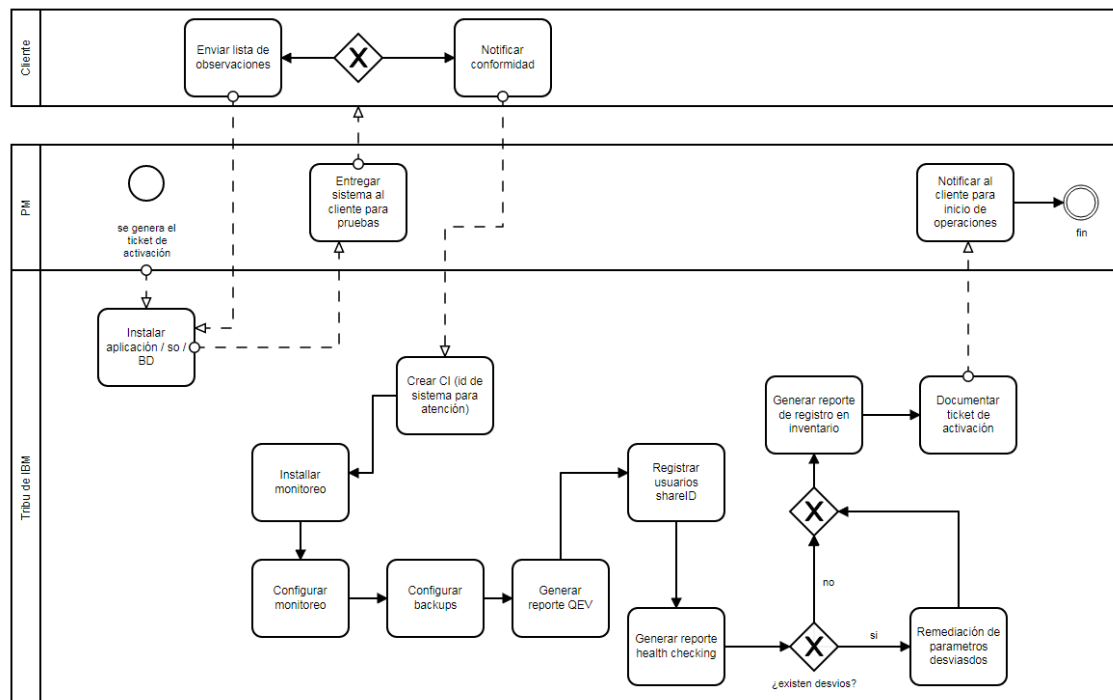 Cliente
Enviar lista de
observaciones
X
Notificar
conformidad
PM
se genera el
ticket de
activación
Entregar
sistema al
cliente para
pruebas
Notificar al
cliente para
inicio de
operaciones
fin
Tribu de IBM
Instalar
aplicación / so /
BD
Crear CI (id de
sistema para
atención)
Installar
monitoreo
Configurar
monitoreo
Configurar
backups
Generar
reporte QEV
Registrar
usuarios
shareID
Generar reporte
health checking
X
¿existen desvios?
no
si
Remediación de
parametros
desviasdos
X
Generar reporte
de registro en
inventario
Documentar
ticket de
activación